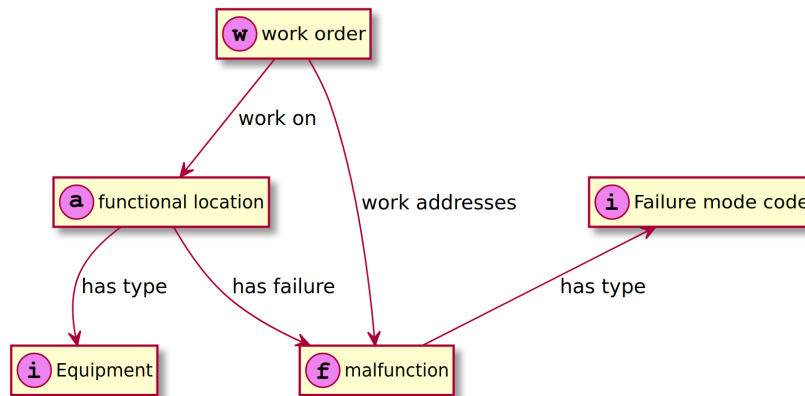 w work order
work on
a functional location
work addresses
i Failure mode code
has type
has failure
has type
i Equipment
f malfunction